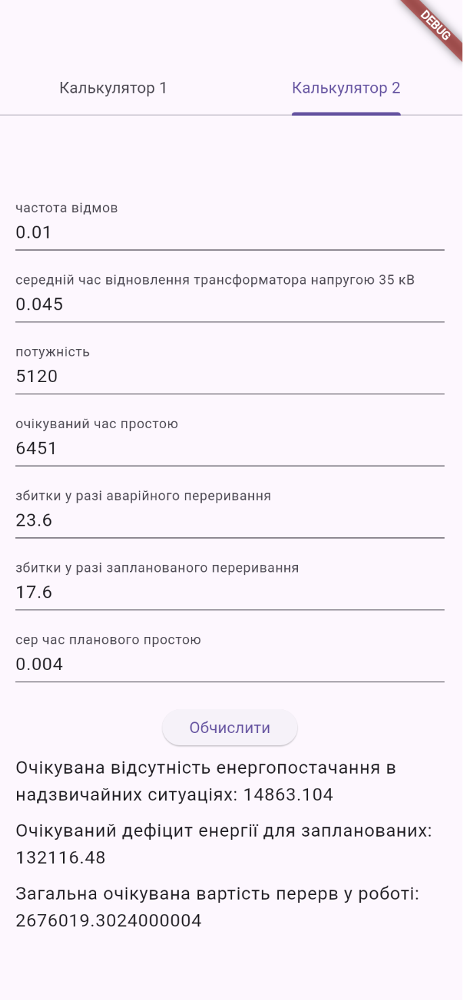 DEBUG
Калькулятор 1
Калькулятор 2
частота відмов
0.01
середній час відновлення трансформатора напругою 35 кВ
0.045
потужність
5120
очікуваний час простою
6451
збитки у разі аварійного переривання
23.6
збитки у разі запланованого переривання
17.6
сер час планового простою
0.004
Обчислити
Очікувана відсутність енергопостачання в
надзвичайних ситуаціях: 14863.104
Очікуваний дефіцит енергії для запланованих:
132116.48
Загальна очікувана вартість перерв у роботі:
2676019.3024000004